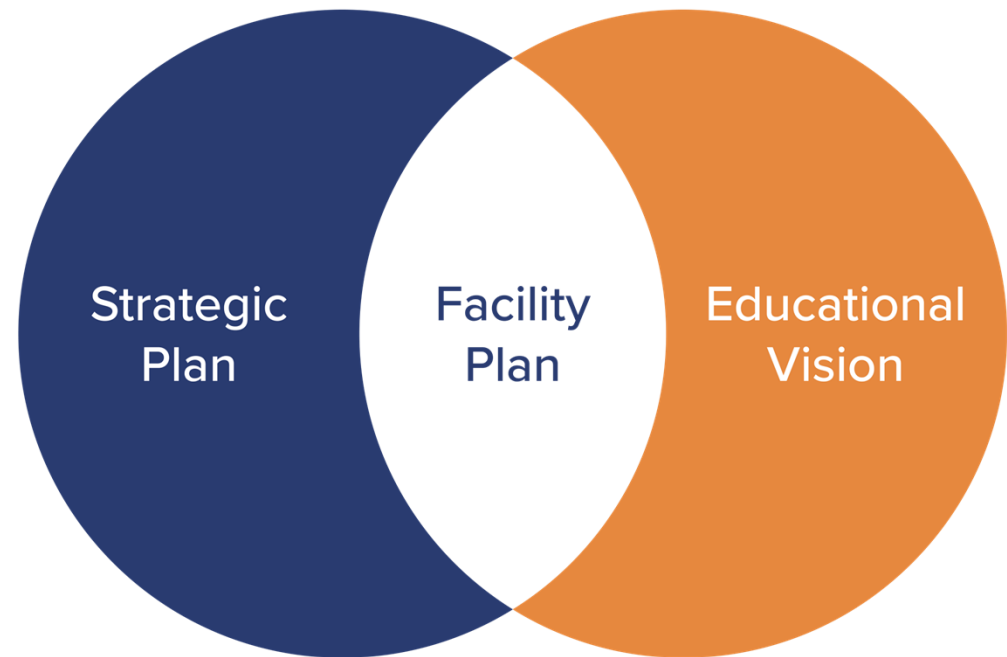 Strategic
Plan
Facility
Plan
Educational
Vision